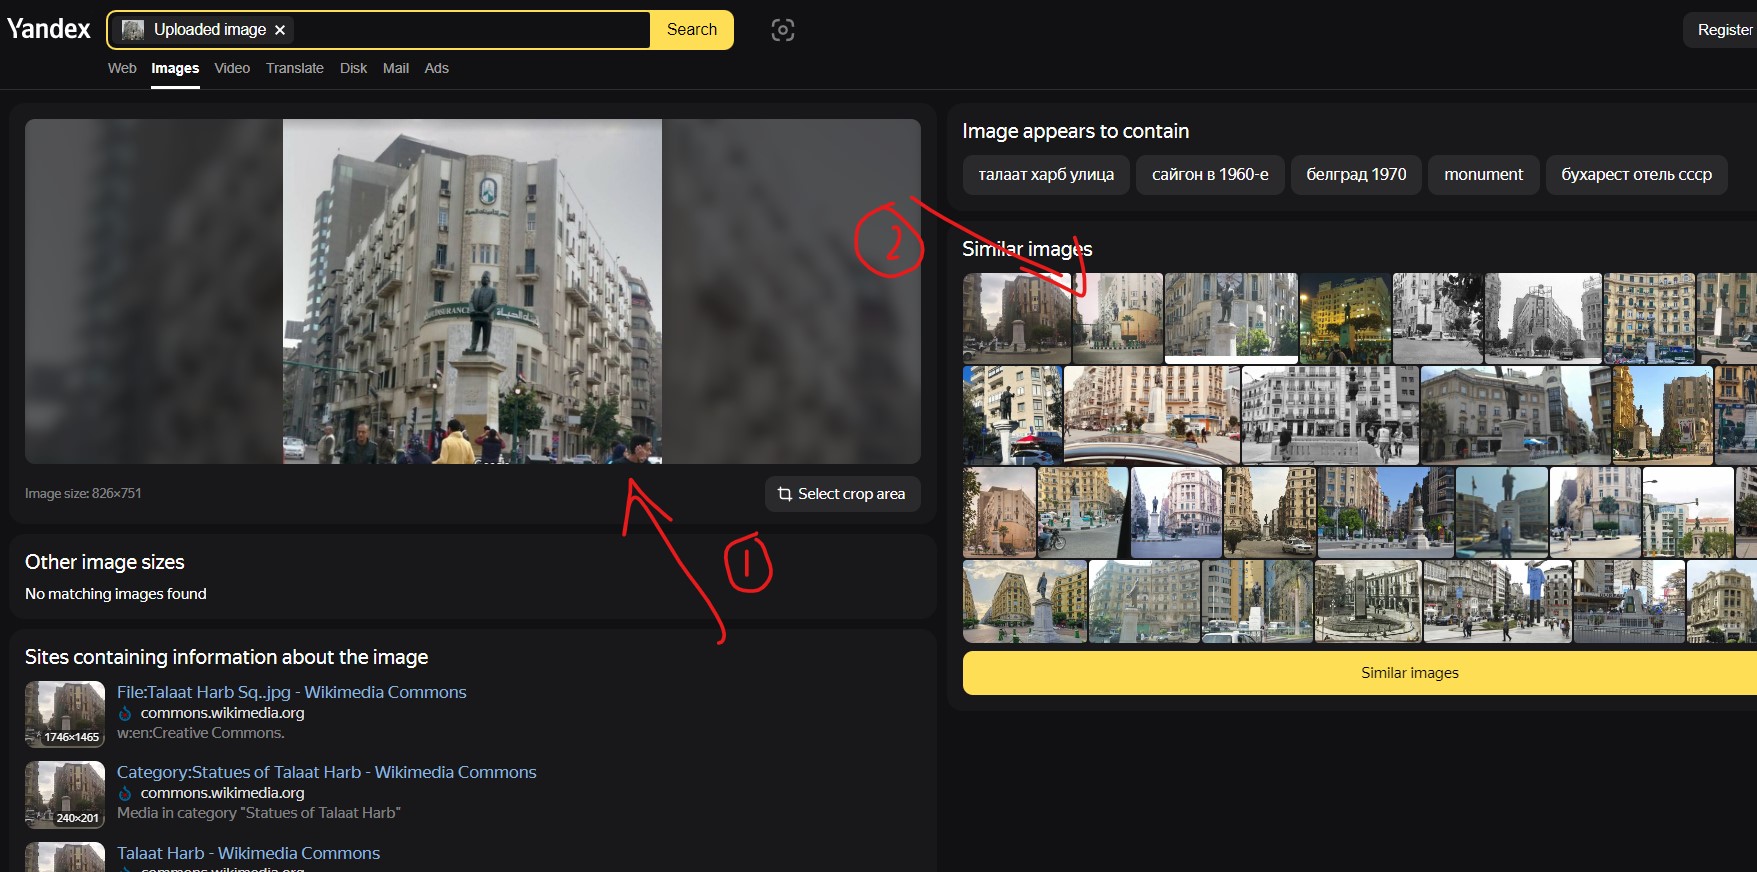 Yandex
Uploaded image ×
Search
Register
Web Images Video Translate Disk Mail Ads
INSURANCE
Image size: 826×751
Select crop area
Other image sizes
No matching images found
Sites containing information about the image
File:Talaat Harb Sq..jpg - Wikimedia Commons
commons.wikimedia.org
w:en:Creative Commons.
1746×1465
Category:Statues of Talaat Harb - Wikimedia Commons
commons.wikimedia.org
Media in category "Statues of Talaat Harb"
240×201
Talaat Harb - Wikimedia Commons
commons.wikimedia.org
1
2
Image appears to contain
талаат харб улица
сайгон в 1960-е
белград 1970
monument
бухарест отель ссср
Similar images
Similar images